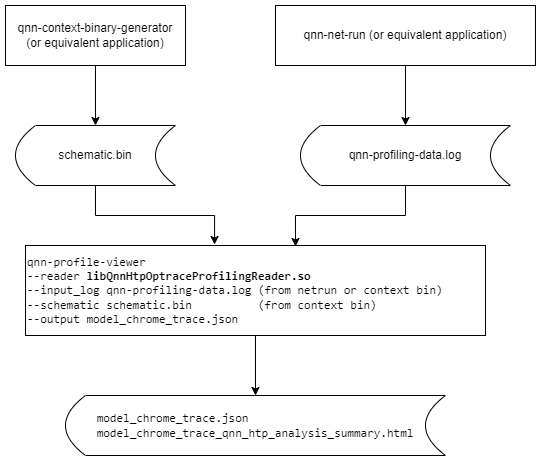 qnn-context-binary-generator
(or equivalent application)
qnn-net-run (or equivalent application)
schematic.bin
qnn-profiling-data.log
qnn-profile-viewer
--reader libQnnHtpOptraceProfilingReader.so
--input_log qnn-profiling-data.log (from netrun or context bin)
--schematic schematic.bin (from context bin)
--output model_chrome_trace.json
model_chrome_trace.json
model_chrome_trace_qnn_htp_analysis_summary.html